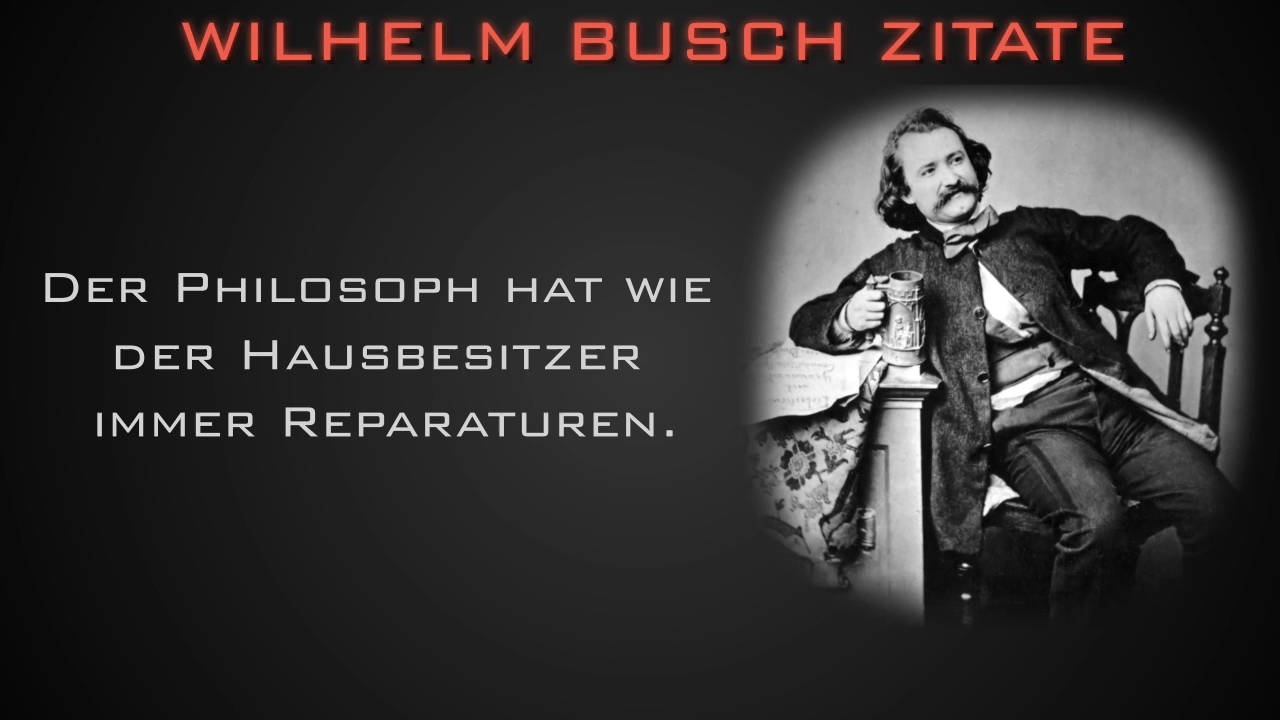 WILHELM BUSCH ZITATE
DER PHILOSOPH HAT WIE
DER HAUSBESITZER
IMMER REPARATUREN.